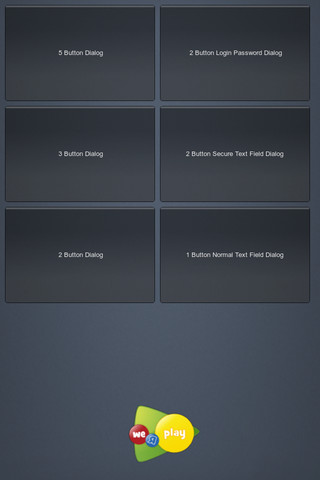 5 Button Dialog
2 Button Login Password Dialog
3 Button Dialog
2 Button Secure Text Field Dialog
2 Button Dialog
1 Button Normal Text Field Dialog
we
play